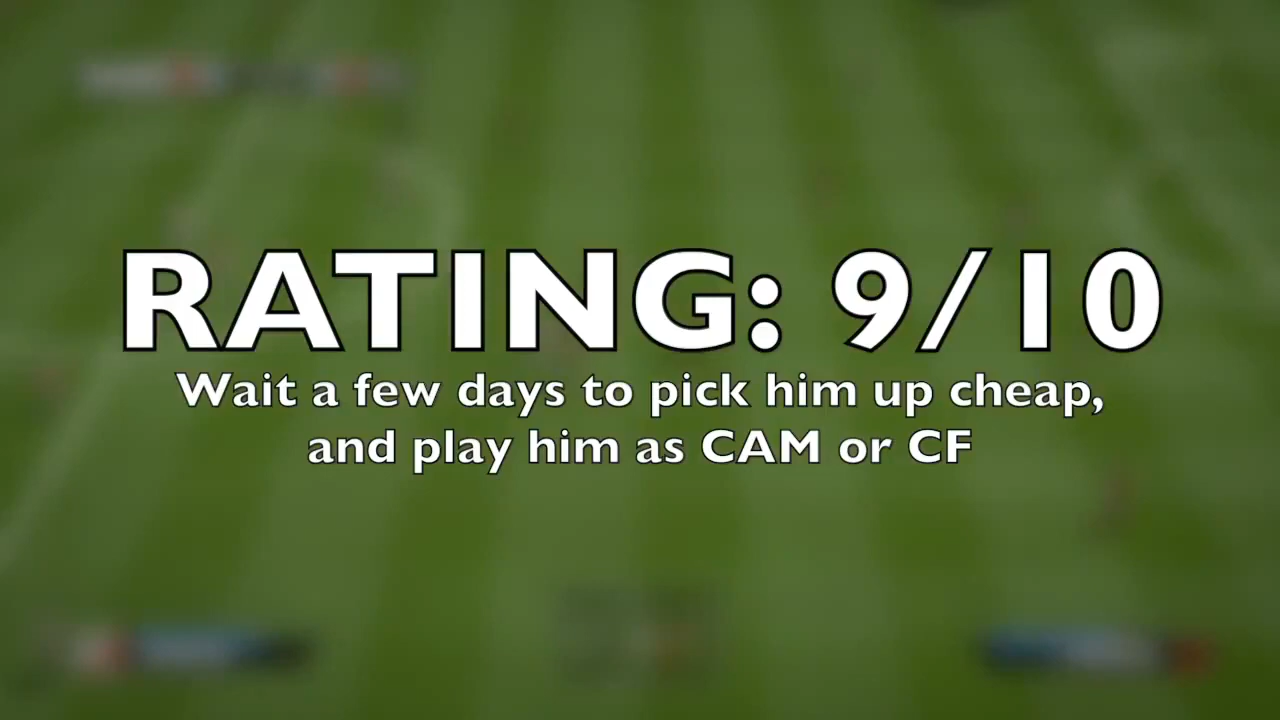 RATING: 9/10
Wait a few days to pick him up cheap,
and play him as CAM or CF